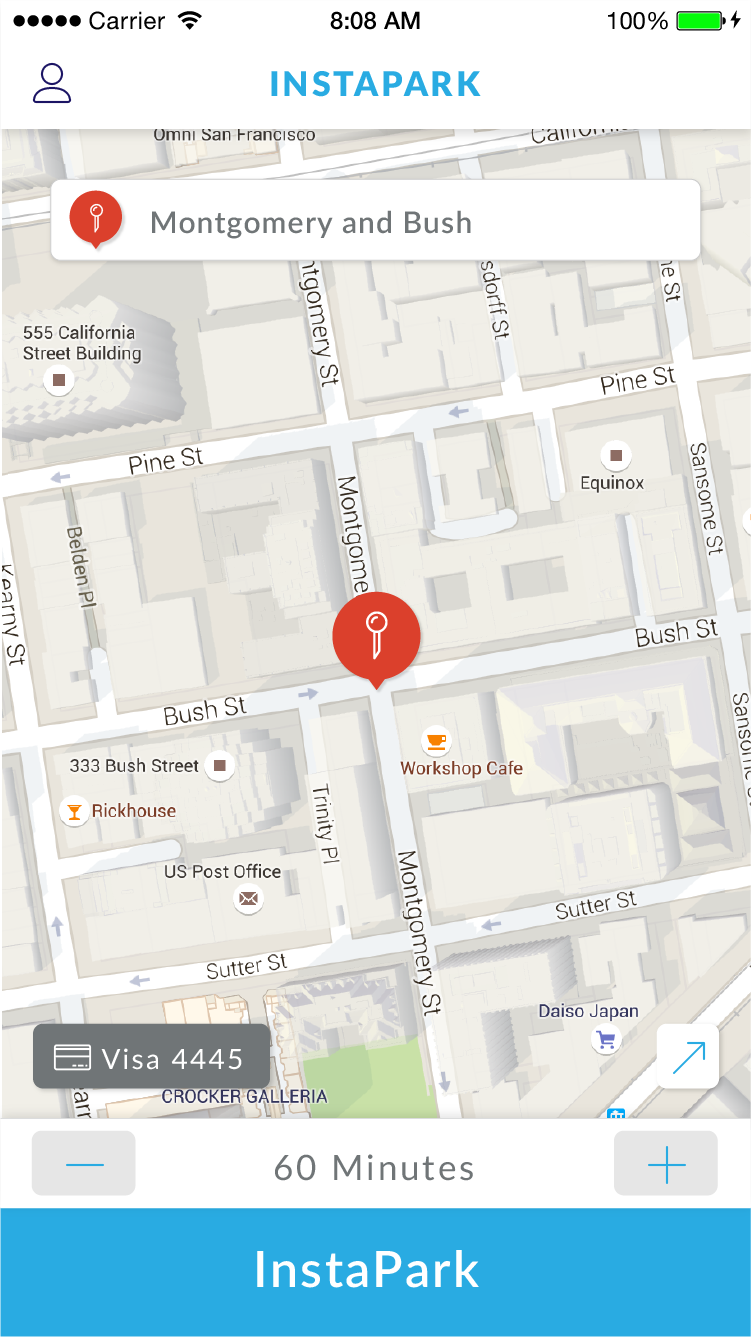 Carrier 8:08 AM 100%
INSTAPARK
Omni San Francisco
Montgomery and Bush
555 California
Street Building
Pine St
Equinox
Pine St
Sansome St
Belden Pl
Kearny St
Bush St
Bush St
333 Bush Street
Workshop Cafe
Rickhouse
Trinity Pl
US Post Office
Montgomery St
Sutter St
Sutter St
Daiso Japan
Visa 4445
CROCKER GALLERIA
60 Minutes
InstaPark